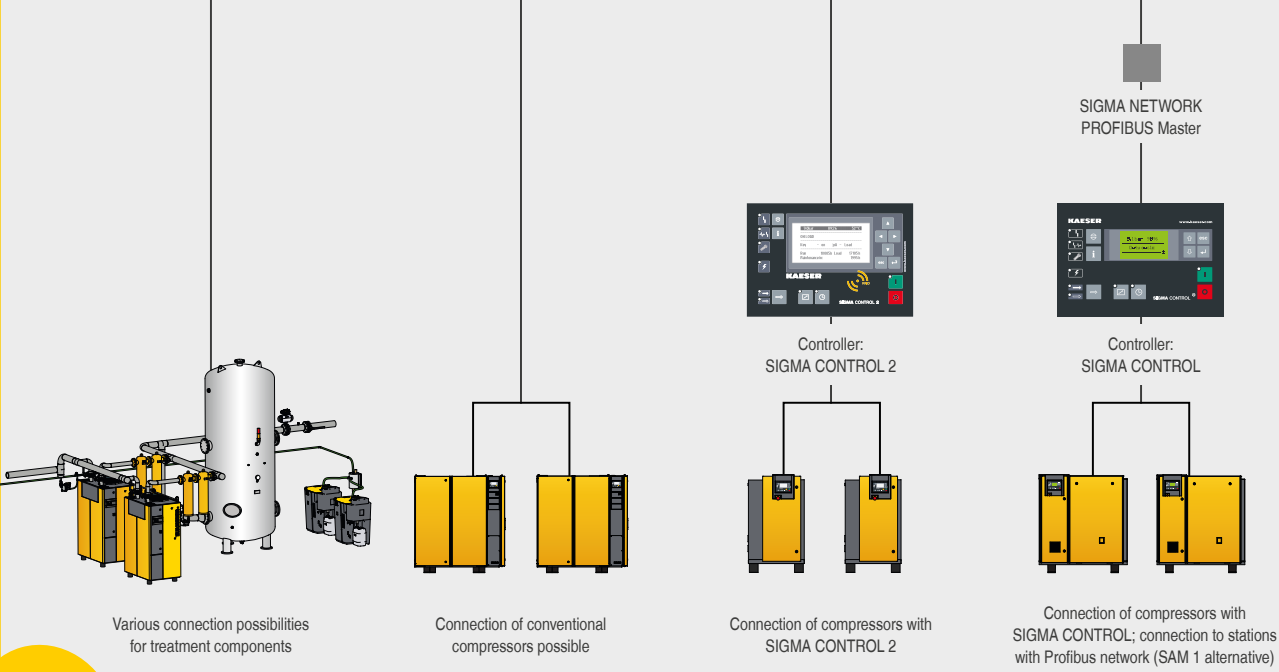 SIGMA NETWORK
PROFIBUS Master
KAESER
SIGMA CONTROL 2
KAESER
SIGMA CONTROL
Controller:
SIGMA CONTROL 2
Controller:
SIGMA CONTROL
Various connection possibilities
for treatment components
Connection of conventional
compressors possible
Connection of compressors with
SIGMA CONTROL 2
Connection of compressors with
SIGMA CONTROL; connection to stations
with Profibus network (SAM 1 alternative)